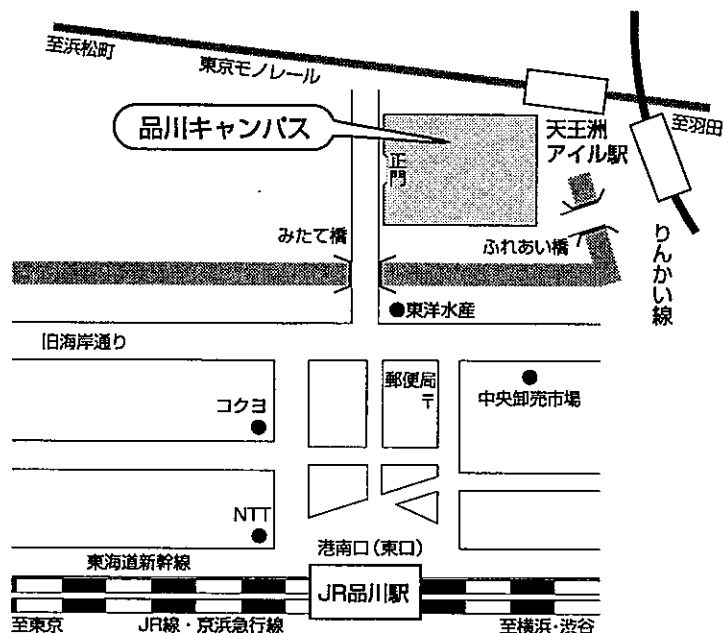 至浜松町
東京モノレール
品川キャンパス
正門
天王洲
アイル駅
至羽田
りんかい線
みたて橋
ふれあい橋
●東洋水産
旧海岸通り
コクヨ
郵便局
〒
中央卸売市場
NTT
港南口(東口)
東海道新幹線
JR品川駅
至東京
JR線・京浜急行線
至横浜・渋谷